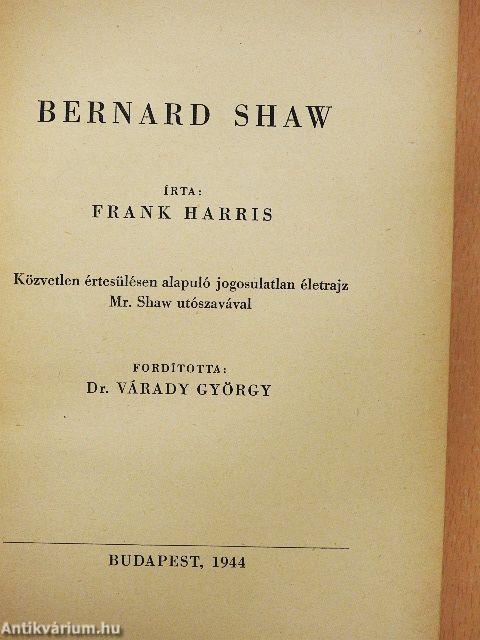 BERNARD SHAW
ÍRTA:
FRANK HARRIS
Közvetlen értesülésen alapuló jogosulatlan életrajz
Mr. Shaw utószavával
FORDÍTOTTA:
Dr. VÁRADY GYÖRGY
BUDAPEST, 1944
Antikvárium.hu